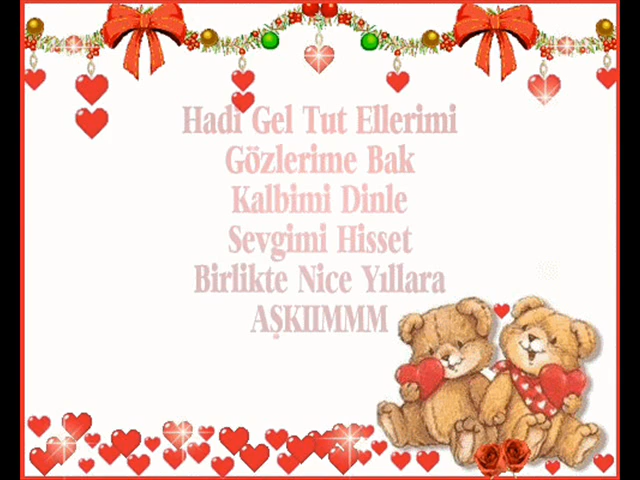 Hadi Gel Tut Ellerimi
Gözlerime Bak
Kalbimi Dinle
Sevgimi Hisset
Birlikte Nice Yıllara
AŞKIIMMM